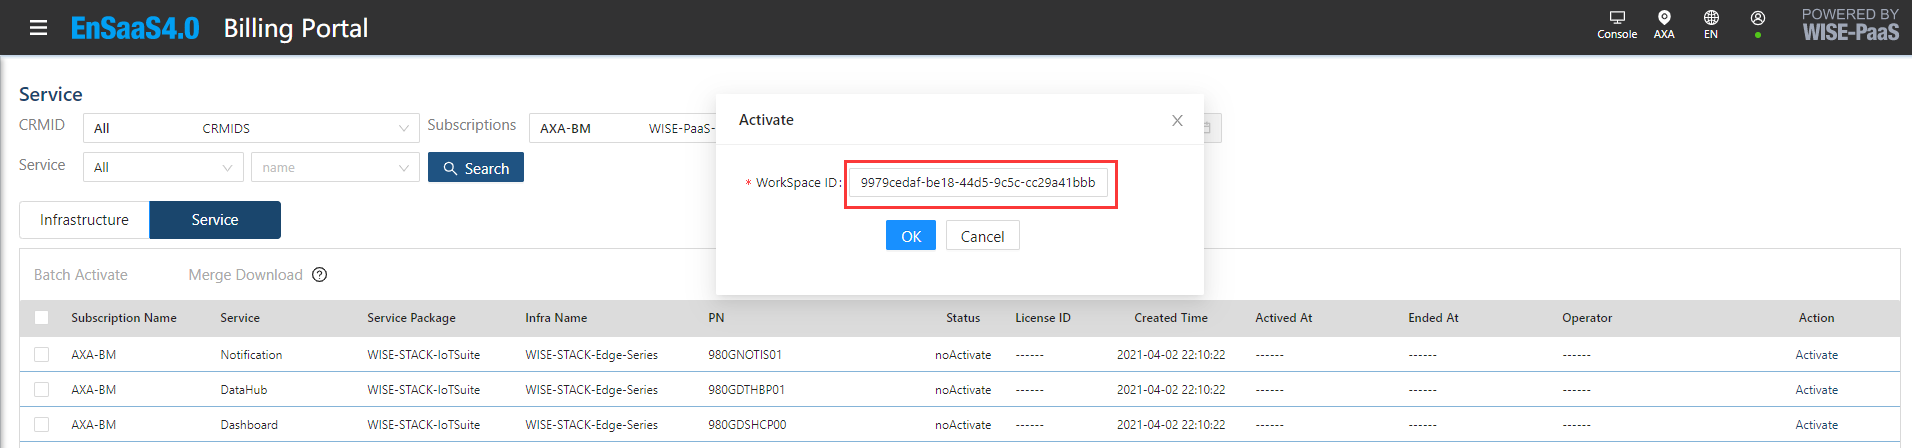 EnSaaS4.0 Billing Portal Console AXA EN POWERED BY WISE-PaaS
Service
CRMID All CRMIDS Subscriptions AXA-BM WISE-PaaS-
Service All name Search
Activate
* WorkSpace ID: 9979cedaf-be18-44d5-9c5c-cc29a41bbb
OK Cancel
Infrastructure Service
Batch Activate Merge Download ?
Subscription Name Service Service Package Infra Name PN Status License ID Created Time Actived At Ended At Operator Action
AXA-BM Notification WISE-STACK-IoTSuite WISE-STACK-Edge-Series 980GNOTIS01 noActivate ------ 2021-04-02 22:10:22 ------ ------ ------ Activate
AXA-BM DataHub WISE-STACK-IoTSuite WISE-STACK-Edge-Series 980GDTHBP01 noActivate ------ 2021-04-02 22:10:22 ------ ------ ------ Activate
AXA-BM Dashboard WISE-STACK-IoTSuite WISE-STACK-Edge-Series 980GDSHCP00 noActivate ------ 2021-04-02 22:10:22 ------ ------ ------ Activate